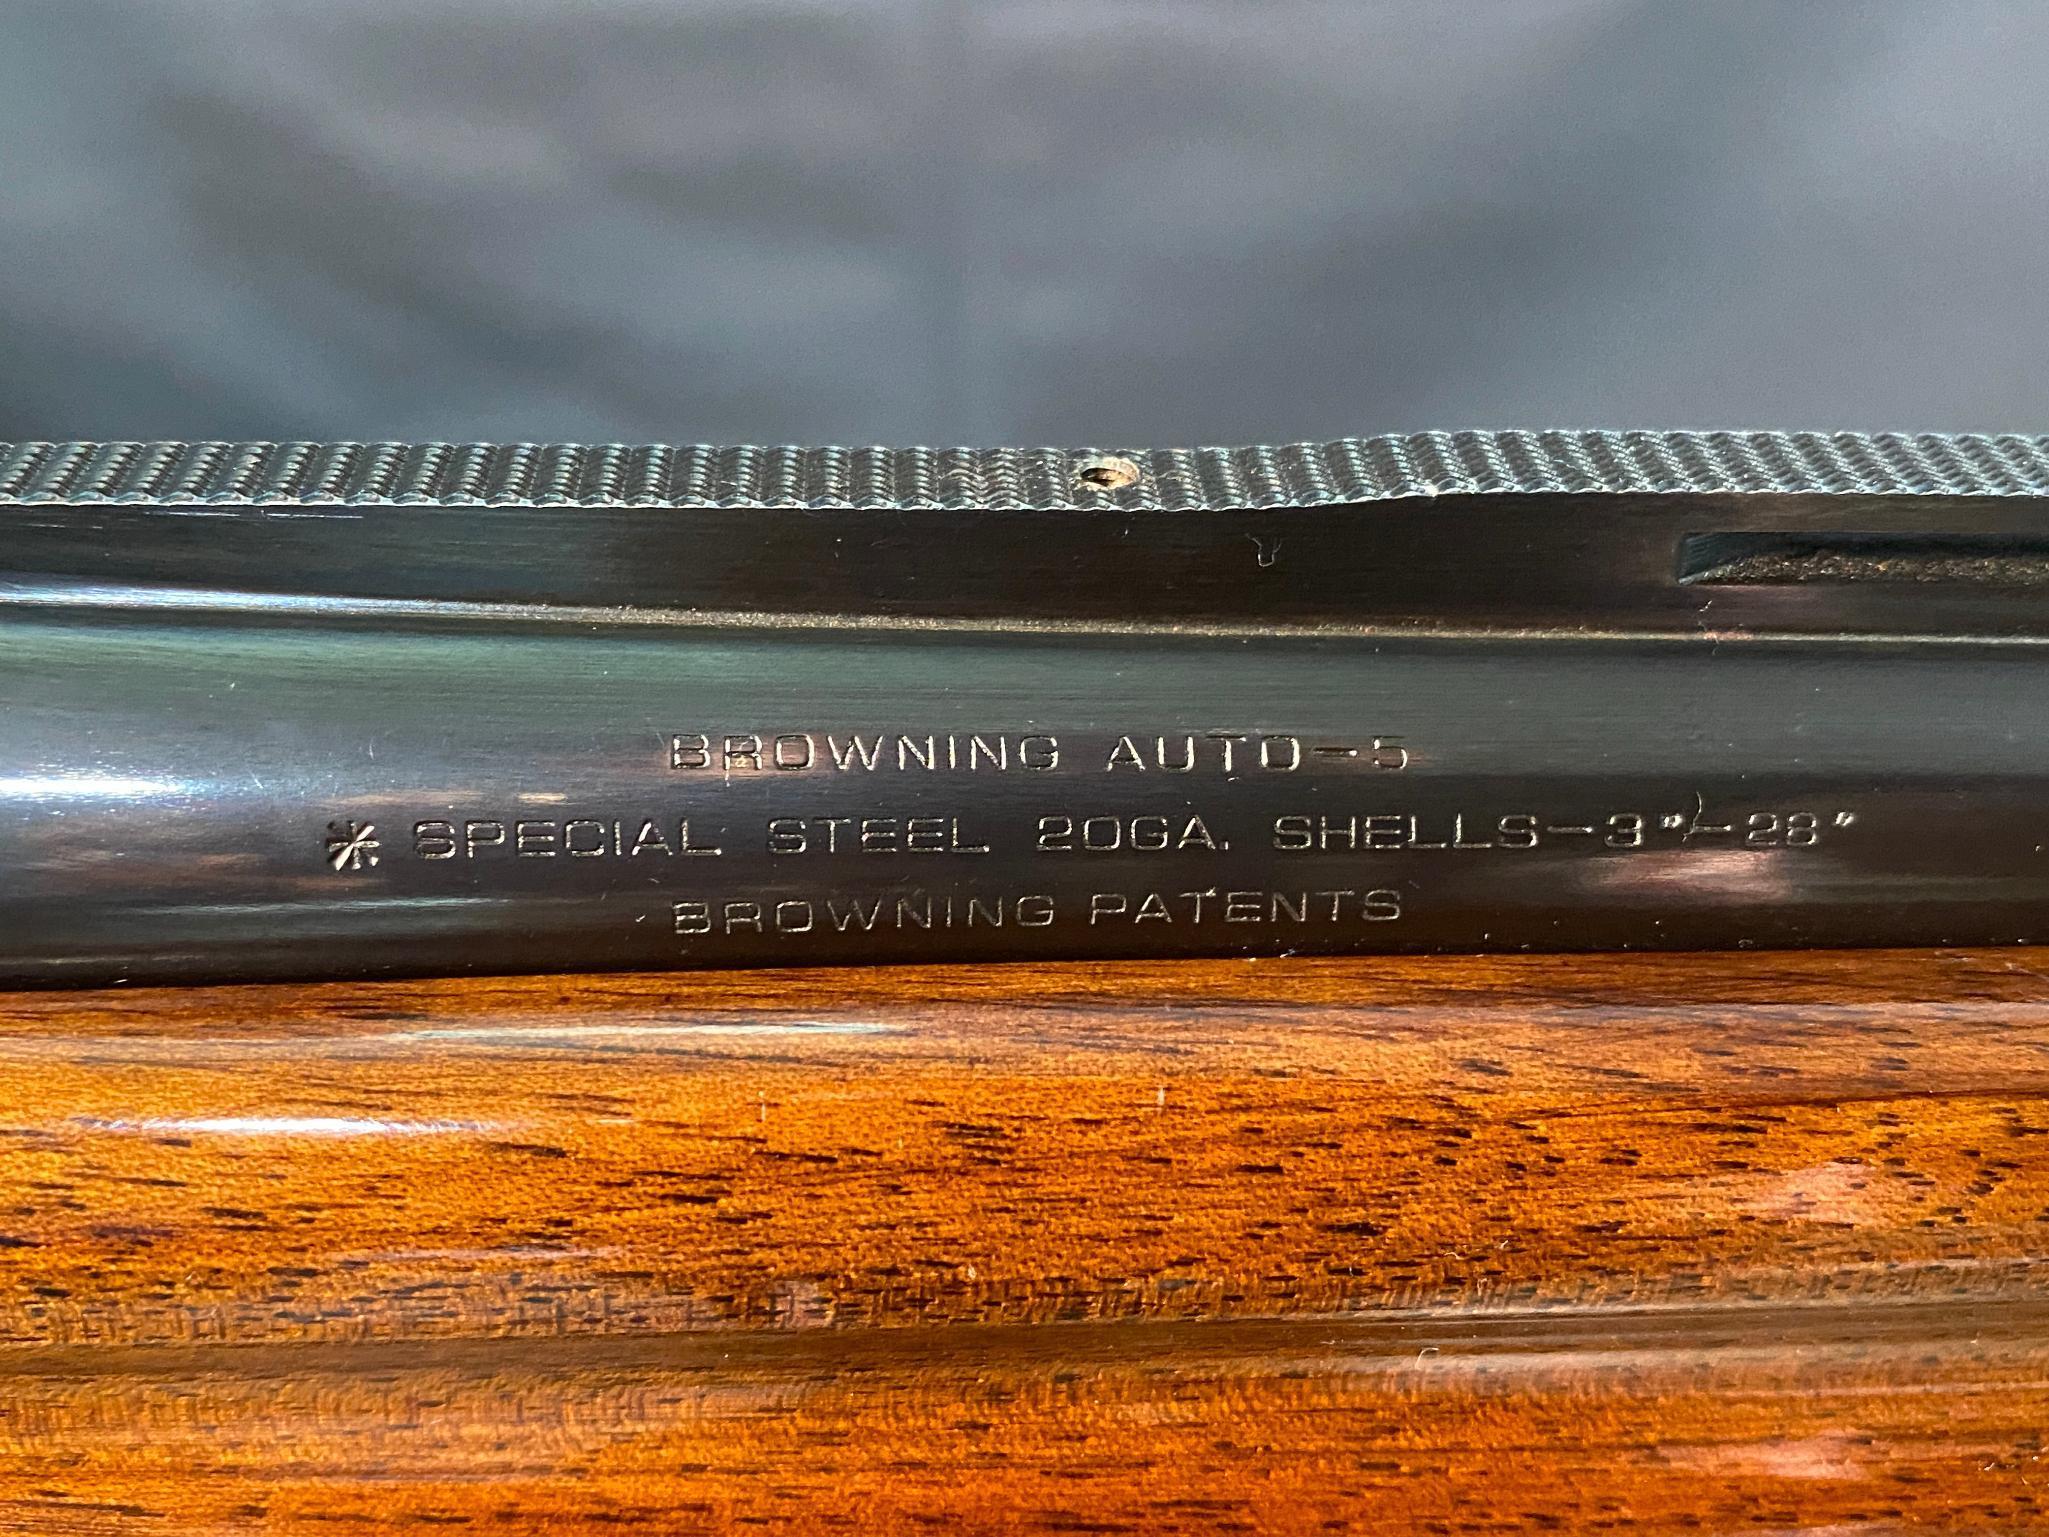 BROWNING AUTO-5
* SPECIAL STEEL 20GA. SHELLS-3"-28"
BROWNING PATENTS